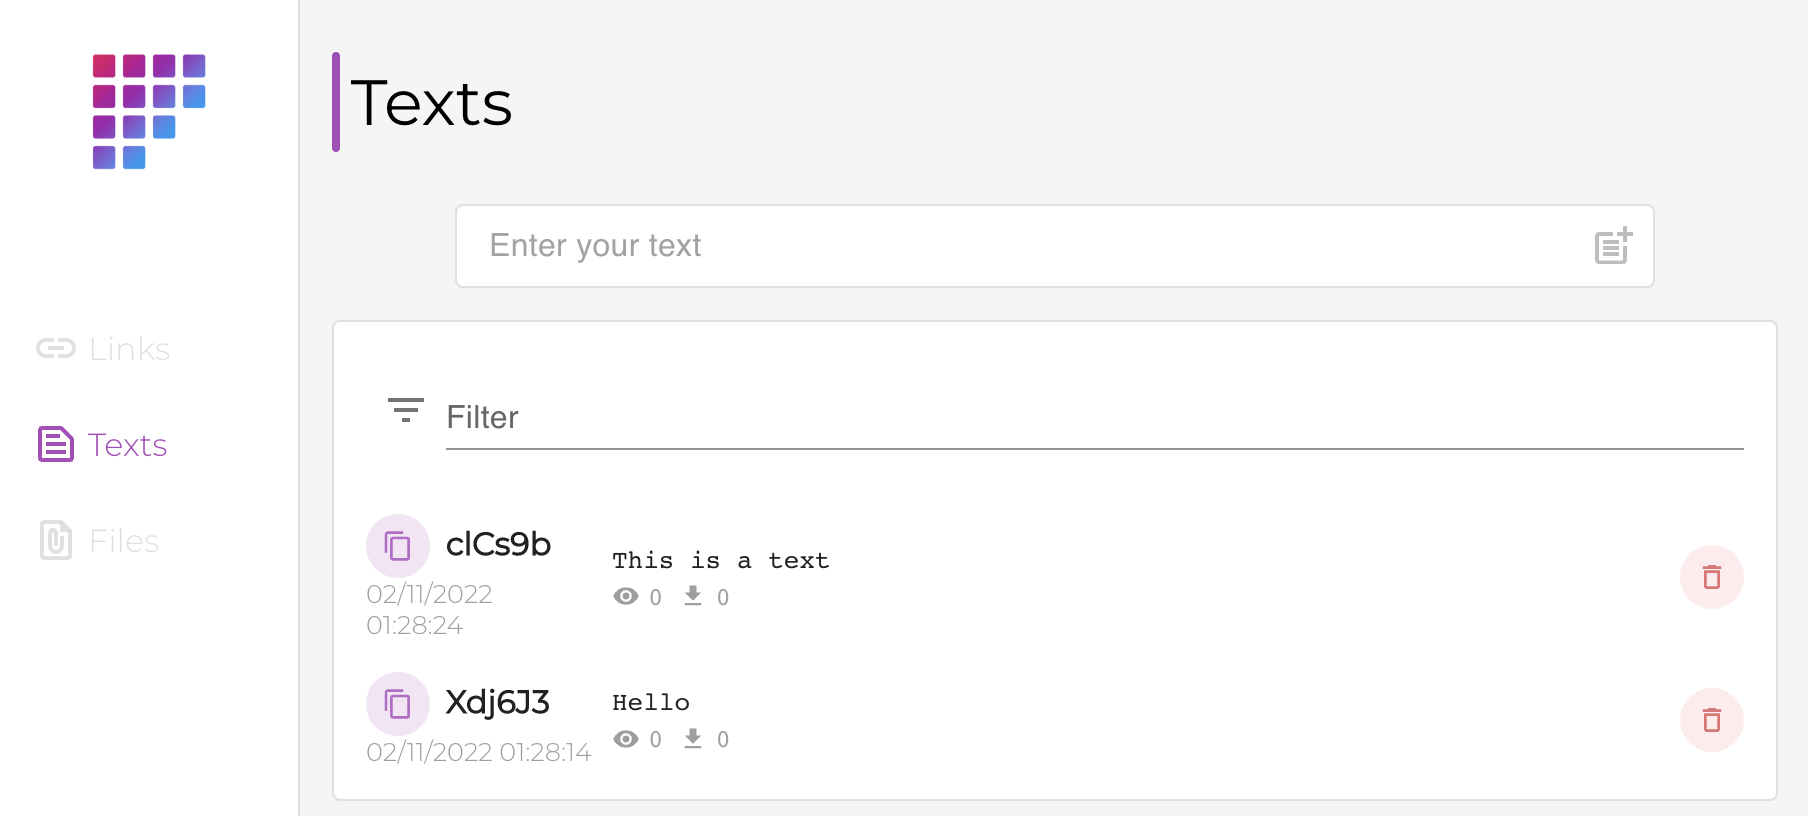 Texts
Enter your text
Links
Texts
Files
Filter
clCs9b
02/11/2022
01:28:24
This is a text
0 0
Xdj6J3
02/11/2022 01:28:14
Hello
0 0